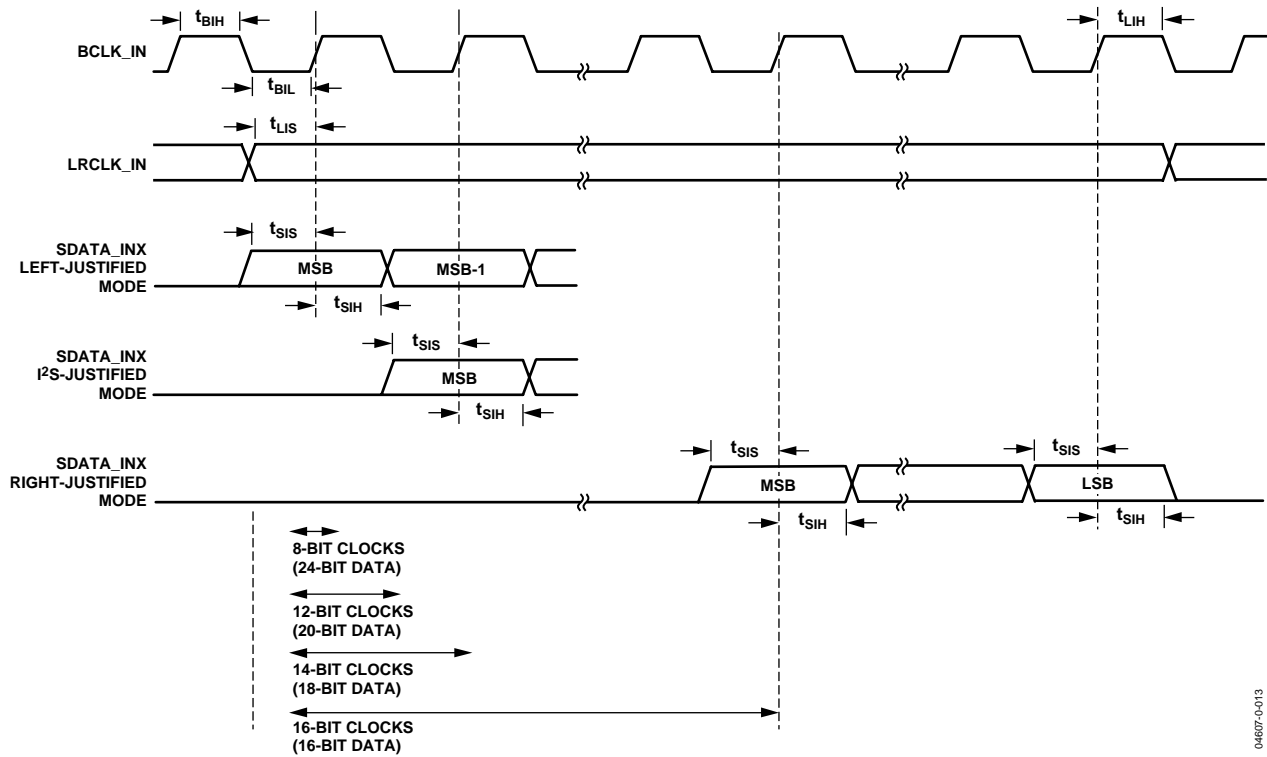 tBIH
tLIH
BCLK_IN
tBIL
tLIS
LRCLK_IN
tSIS
SDATA_INX
LEFT-JUSTIFIED
MODE
MSB
MSB-1
tSIH
tSIS
SDATA_INX
I²S-JUSTIFIED
MODE
MSB
tSIH
tSIS
tSIS
SDATA_INX
RIGHT-JUSTIFIED
MODE
MSB
LSB
tSIH
tSIH
8-BIT CLOCKS
(24-BIT DATA)
12-BIT CLOCKS
(20-BIT DATA)
14-BIT CLOCKS
(18-BIT DATA)
16-BIT CLOCKS
(16-BIT DATA)
04607-0-013